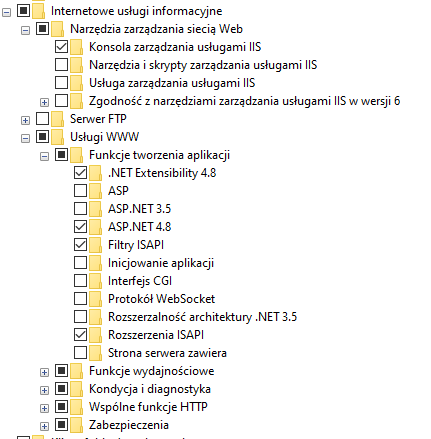 Internetowe usługi informacyjne
Narzędzia zarządzania siecią Web
Konsola zarządzania usługami IIS
Narzędzia i skrypty zarządzania usługami IIS
Usługa zarządzania usługami IIS
Zgodność z narzędziami zarządzania usługami IIS w wersji 6
Serwer FTP
Usługi WWW
Funkcje tworzenia aplikacji
.NET Extensibility 4.8
ASP
ASP.NET 3.5
ASP.NET 4.8
Filtry ISAPI
Inicjowanie aplikacji
Interfejs CGI
Protokół WebSocket
Rozszerzalność architektury .NET 3.5
Rozszerzenia ISAPI
Strona serwera zawiera
Funkcje wydajnościowe
Kondycja i diagnostyka
Wspólne funkcje HTTP
Zabezpieczenia